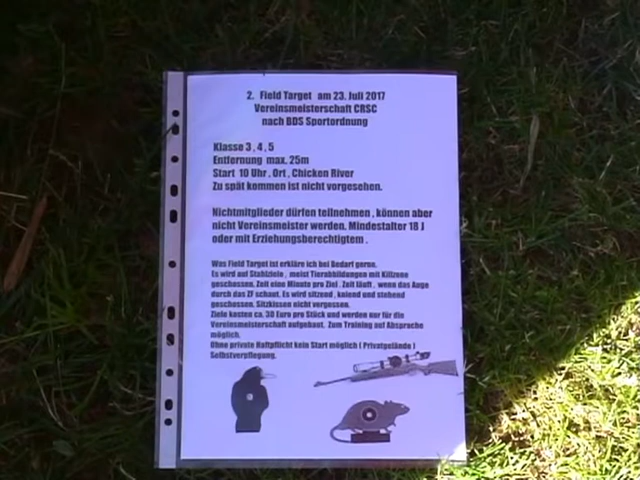 2. Field Target am 23. Juli 2017
Vereinsmeisterschaft CRSC
nach BDS Sportordnung
Klasse 3 , 4 , 5
Entfernung max. 25m
Start 10 Uhr . Ort , Chicken River
Zu spät kommen ist nicht vorgesehen.
Nichtmitglieder dürfen teilnehmen , können aber
nicht Vereinsmeister werden. Mindestalter 18 J
oder mit Erziehungsberechtigtem .
Was Field Target ist erkläre ich bei Bedarf gerne.
Es wird auf Stahlziele , meist Tierabbildungen mit Killzone
geschossen. Zeit eine Minute pro Ziel . Zeit läuft , wenn das Auge
durch das ZF schaut. Es wird sitzend , kniend und stehend
geschossen. Sitzkissen nicht vergessen.
Ziele kosten ca. 30 Euro pro Stück und werden nur für die
Vereinsmeisterschaft aufgebaut. Zum Training auf Absprache
möglich.
Ohne private Haftpflicht kein Start möglich ( Privatgelände )
Selbstverpflegung.